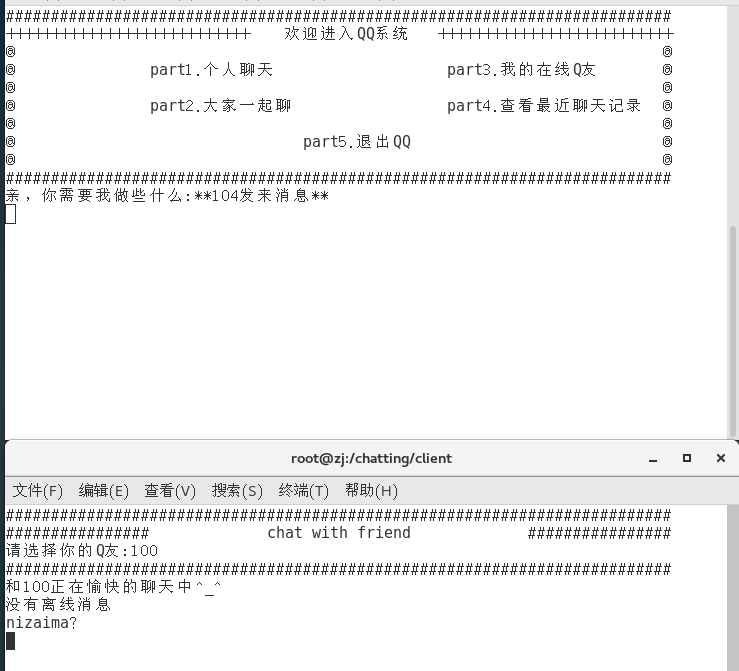 ##########################################################################
+++++++++++++++++++++++++++ 欢迎进入QQ系统 ++++++++++++++++++++++++++
@ @
@ part1.个人聊天 part3.我的在线Q友 @
@ @
@ part2.大家一起聊 part4.查看最近聊天记录 @
@ @
@ part5.退出QQ @
@ @
##########################################################################
亲，你需要我做些什么:**104发来消息**
root@zj:/chatting/client
文件(F) 编辑(E) 查看(V) 搜索(S) 终端(T) 帮助(H)
##########################################################################
################ chat with friend ################
请选择你的Q友:100
##########################################################################
和100正在愉快的聊天中^_^
没有离线消息
nizaima?